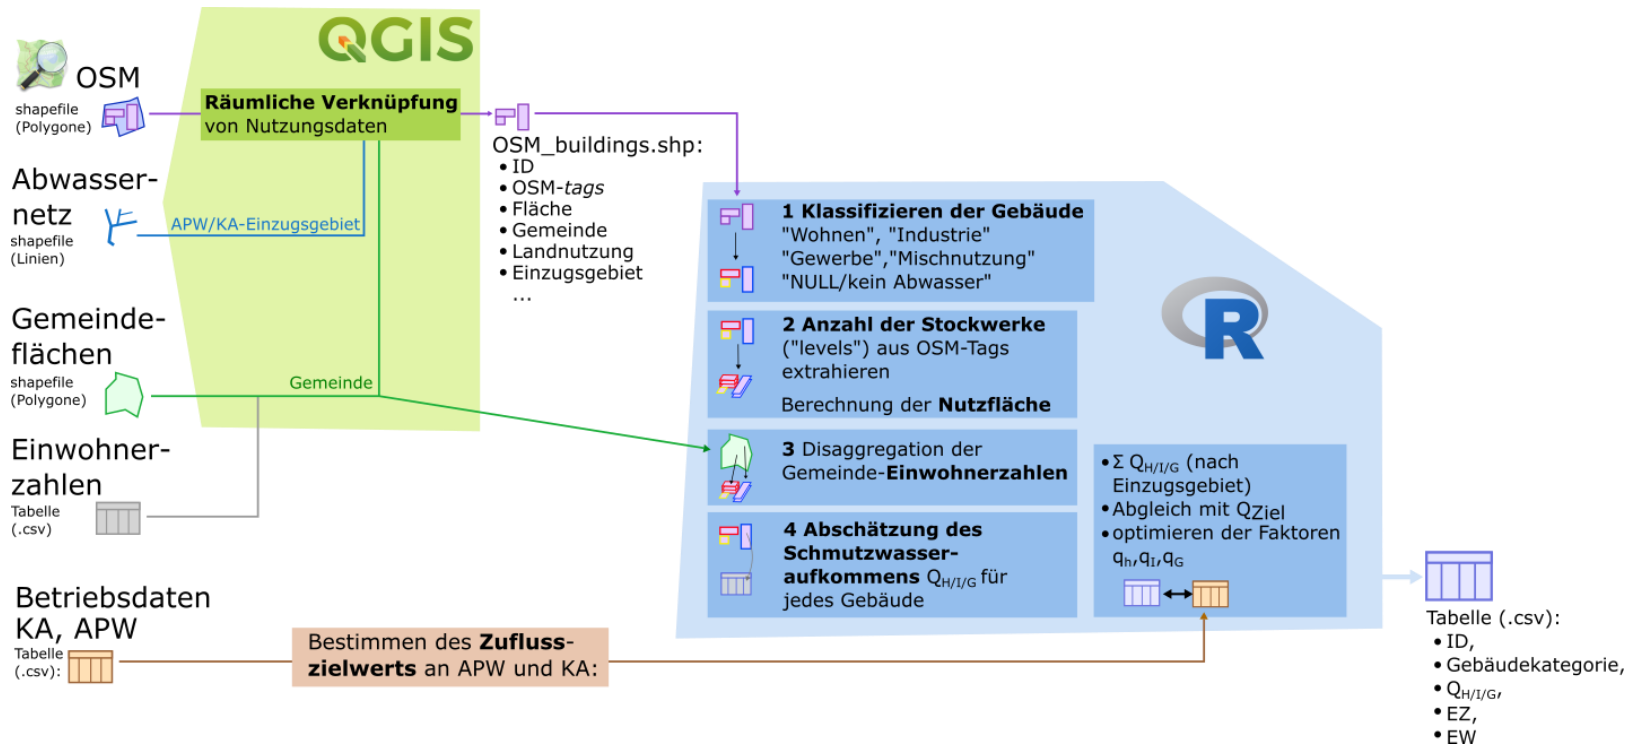 QGIS
OSM
shapefile
(Polygone)
Räumliche Verknüpfung
von Nutzungsdaten
OSM_buildings.shp:
• ID
• OSM-tags
• Fläche
• Gemeinde
• Landnutzung
• Einzugsgebiet
...
Abwasser-
netz
shapefile
(Linien)
APW/KA-Einzugsgebiet
Gemeinde-
flächen
shapefile
(Polygone)
Gemeinde
Einwohner-
zahlen
Tabelle
(.csv)
Betriebsdaten
KA, APW
Tabelle
(.csv):
Bestimmen des Zufluss-
zielwerts an APW und KA:
1 Klassifizieren der Gebäude
"Wohnen", "Industrie"
"Gewerbe","Mischnutzung"
"NULL/kein Abwasser"
2 Anzahl der Stockwerke
("levels") aus OSM-Tags
extrahieren
Berechnung der Nutzfläche
3 Disaggregation der
Gemeinde-Einwohnerzahlen
4 Abschätzung des
Schmutzwasser-
aufkommens QH/I/G für
jedes Gebäude
R
• Σ QH/I/G (nach
Einzugsgebiet)
• Abgleich mit QZiel
• optimieren der Faktoren
qh,qI,qG
Tabelle (.csv):
• ID,
• Gebäudekategorie,
• QH/I/G,
• EZ,
• EW